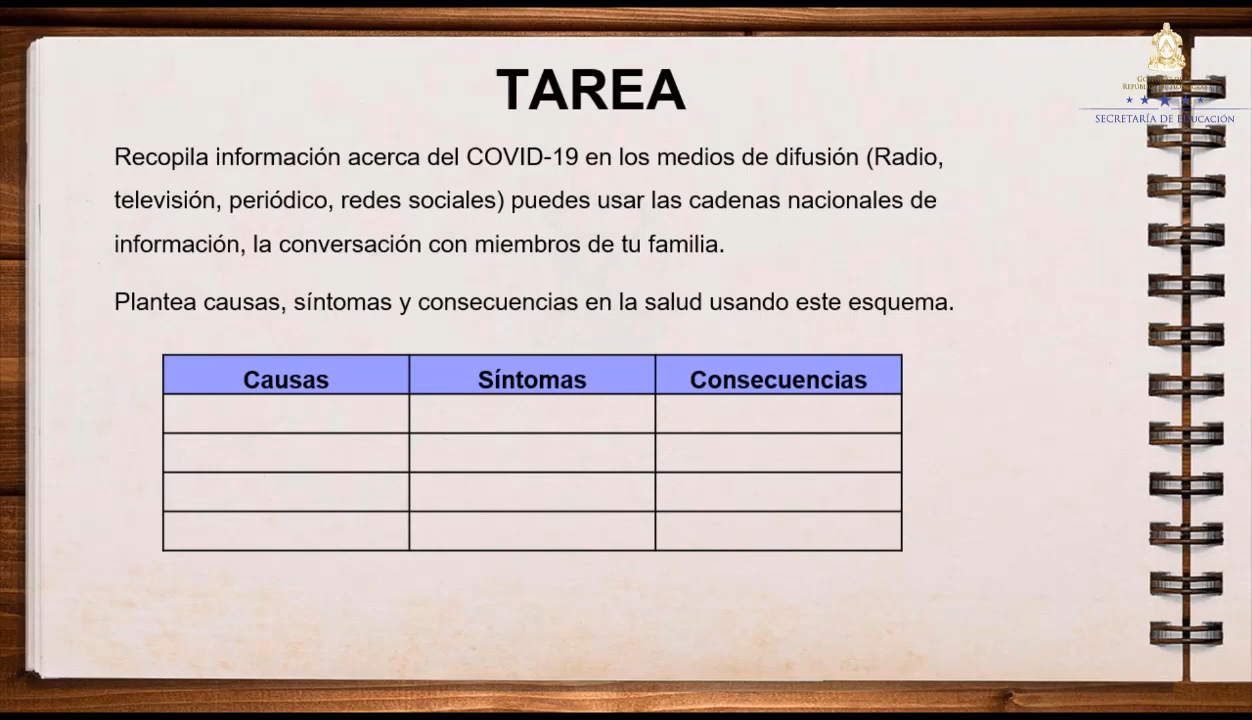 TAREA
SECRETARÍA DE EDUCACIÓN
Recopila información acerca del COVID-19 en los medios de difusión (Radio,
televisión, periódico, redes sociales) puedes usar las cadenas nacionales de
información, la conversación con miembros de tu familia.
Plantea causas, síntomas y consecuencias en la salud usando este esquema.
Causas Síntomas Consecuencias